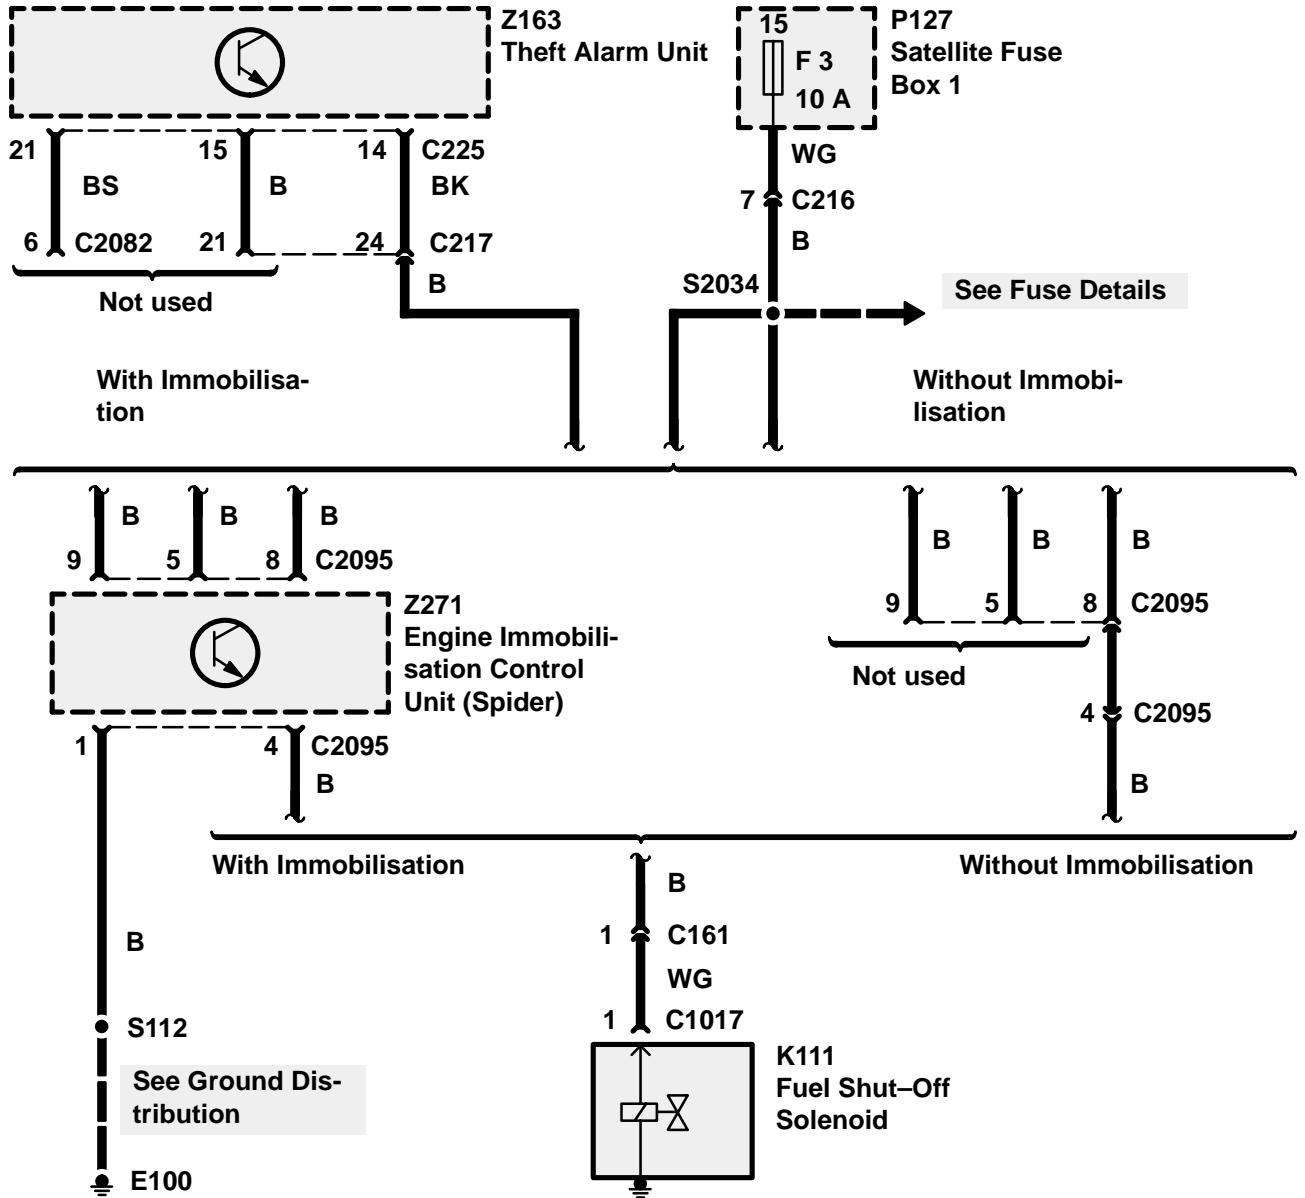 Z163
Theft Alarm Unit
15
F 3
10 A
P127
Satellite Fuse
Box 1
21
15
14
C225
WG
BS
B
BK
7
C216
6
C2082
21
24
C217
B
Not used
B
S2034
See Fuse Details
With Immobilisa-
tion
Without Immobi-
lisation
B
B
B
9
5
8
C2095
B
B
B
9
5
8
C2095
Z271
Engine Immobili-
sation Control
Unit (Spider)
Not used
1
4
C2095
4
C2095
B
B
With Immobilisation
Without Immobilisation
B
1
C161
B
WG
1
C1017
S112
K111
Fuel Shut–Off
Solenoid
See Ground Dis-
tribution
E100